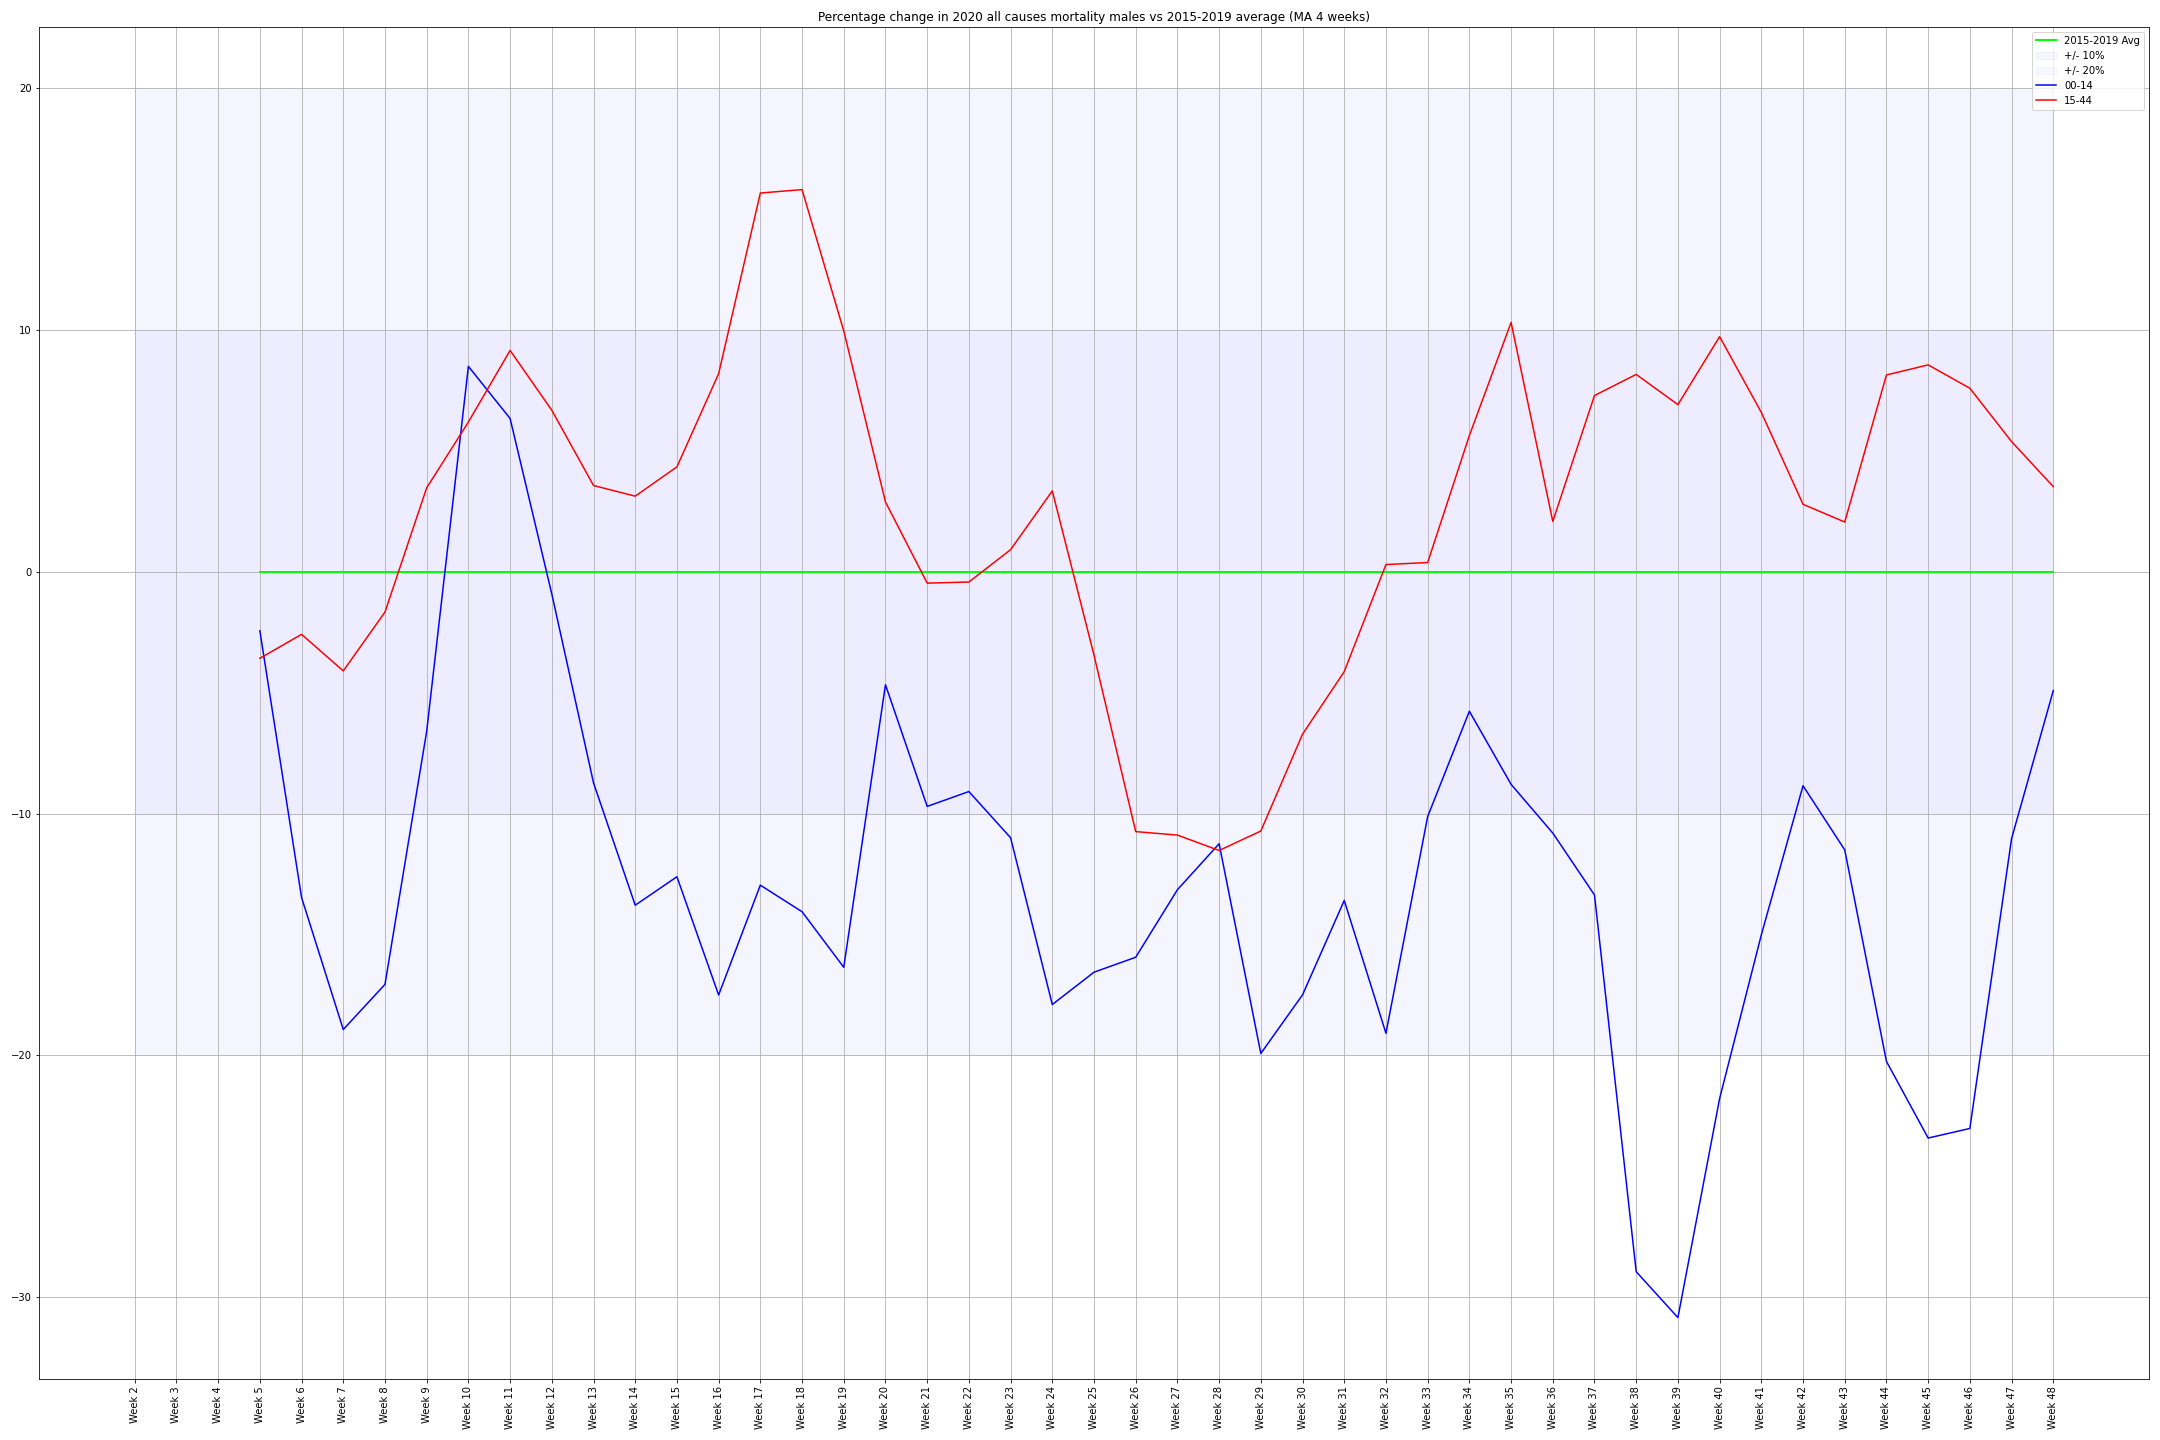 Percentage change in 2020 all causes mortality males vs 2015-2019 average (MA 4 weeks)
2015-2019 Avg
+/- 10%
+/- 20%
00-14
15-44
20
10
0
−10
−20
−30
Week 2
Week 3
Week 4
Week 5
Week 6
Week 7
Week 8
Week 9
Week 10
Week 11
Week 12
Week 13
Week 14
Week 15
Week 16
Week 17
Week 18
Week 19
Week 20
Week 21
Week 22
Week 23
Week 24
Week 25
Week 26
Week 27
Week 28
Week 29
Week 30
Week 31
Week 32
Week 33
Week 34
Week 35
Week 36
Week 37
Week 38
Week 39
Week 40
Week 41
Week 42
Week 43
Week 44
Week 45
Week 46
Week 47
Week 48